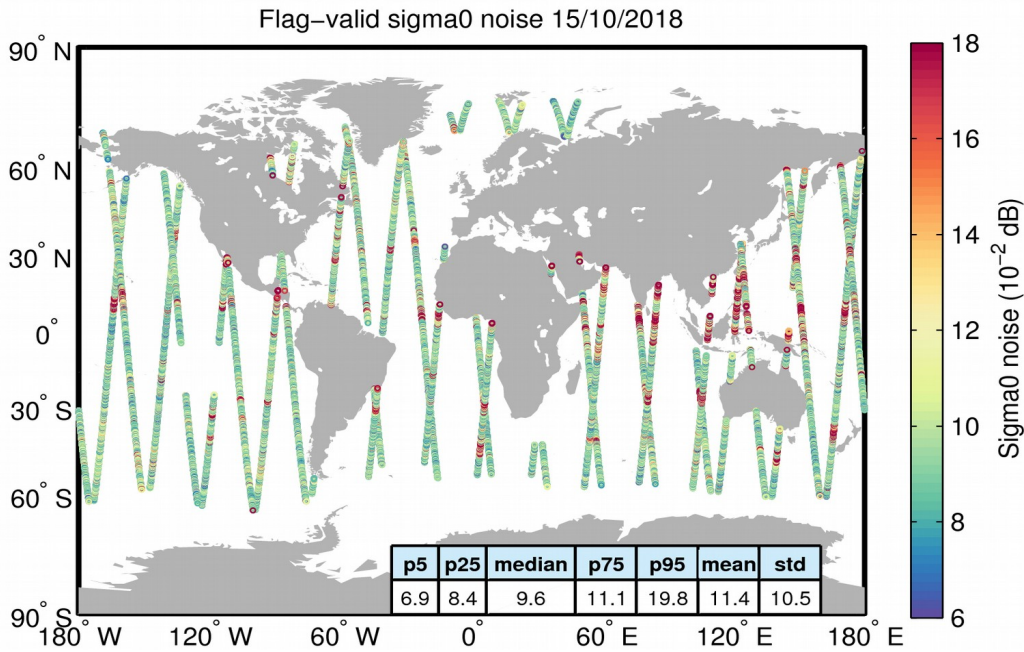 Flag−valid sigma0 noise 15/10/2018
90° N
60° N
30° N
0°
30° S
60° S
90° S
180° W 120° W 60° W 0° 60° E 120° E 180° E
p5 p25 median p75 p95 mean std
6.9 8.4 9.6 11.1 19.8 11.4 10.5
18
16
14
12
10
8
6
Sigma0 noise (10⁻² dB)